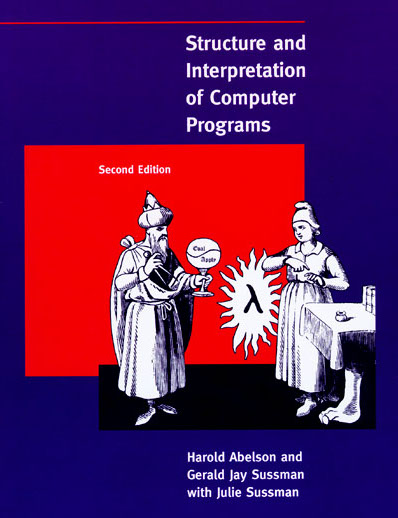 Structure and
Interpretation
of Computer
Programs
Second Edition
Eval
Apply
λ
Harold Abelson and
Gerald Jay Sussman
with Julie Sussman